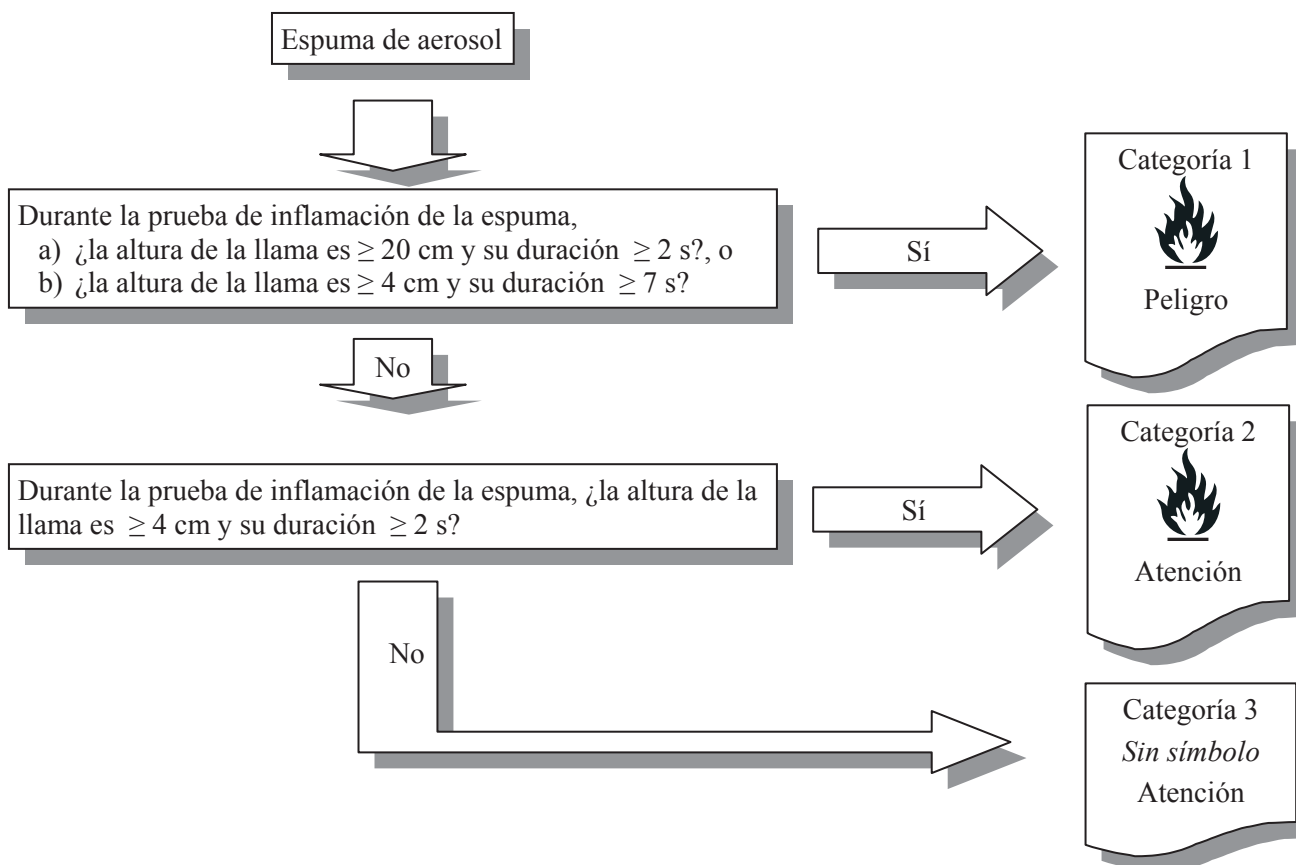 Espuma de aerosol
Durante la prueba de inflamación de la espuma,
a) ¿la altura de la llama es ≥ 20 cm y su duración ≥ 2 s?, o
b) ¿la altura de la llama es ≥ 4 cm y su duración ≥ 7 s?
Sí
Categoría 1
Peligro
No
Durante la prueba de inflamación de la espuma, ¿la altura de la
llama es ≥ 4 cm y su duración ≥ 2 s?
Sí
Categoría 2
Atención
No
Categoría 3
Sin símbolo
Atención